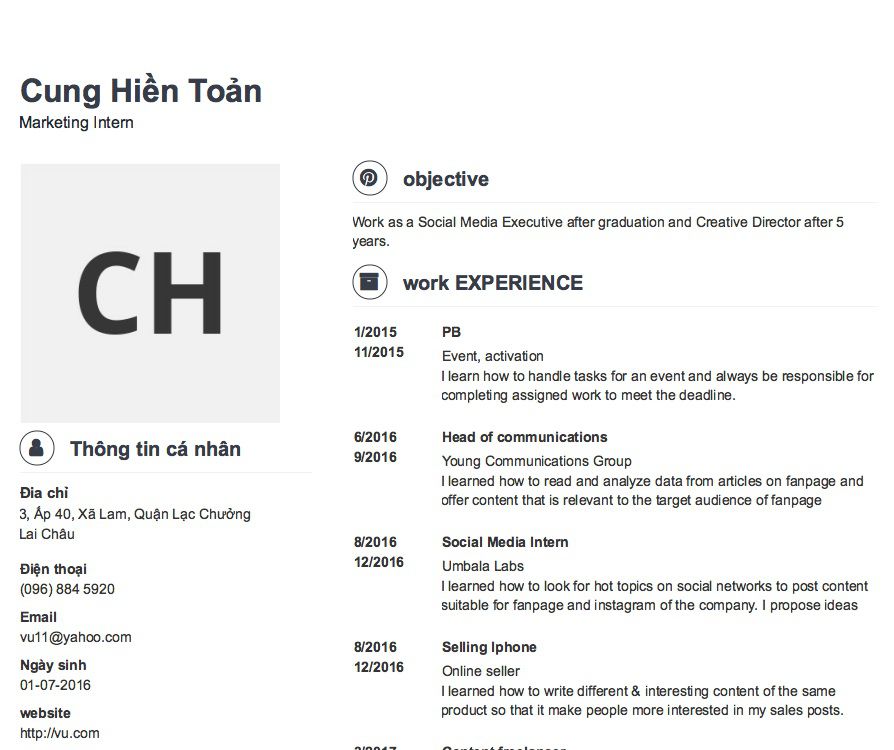 Cung Hiền Toản
Marketing Intern
CH
Thông tin cá nhân
Đia chỉ
3, Ấp 40, Xã Lam, Quận Lạc Chưởng
Lai Châu
Điện thoại
(096) 884 5920
Email
vu11@yahoo.com
Ngày sinh
01-07-2016
website
http://vu.com
objective
Work as a Social Media Executive after graduation and Creative Director after 5
years.
work EXPERIENCE
1/2015
11/2015
PB
Event, activation
I learn how to handle tasks for an event and always be responsible for
completing assigned work to meet the deadline.
6/2016
9/2016
Head of communications
Young Communications Group
I learned how to read and analyze data from articles on fanpage and
offer content that is relevant to the target audience of fanpage
8/2016
12/2016
Social Media Intern
Umbala Labs
I learned how to look for hot topics on social networks to post content
suitable for fanpage and instagram of the company. I propose ideas
8/2016
12/2016
Selling Iphone
Online seller
I learned how to write different & interesting content of the same
product so that it make people more interested in my sales posts.